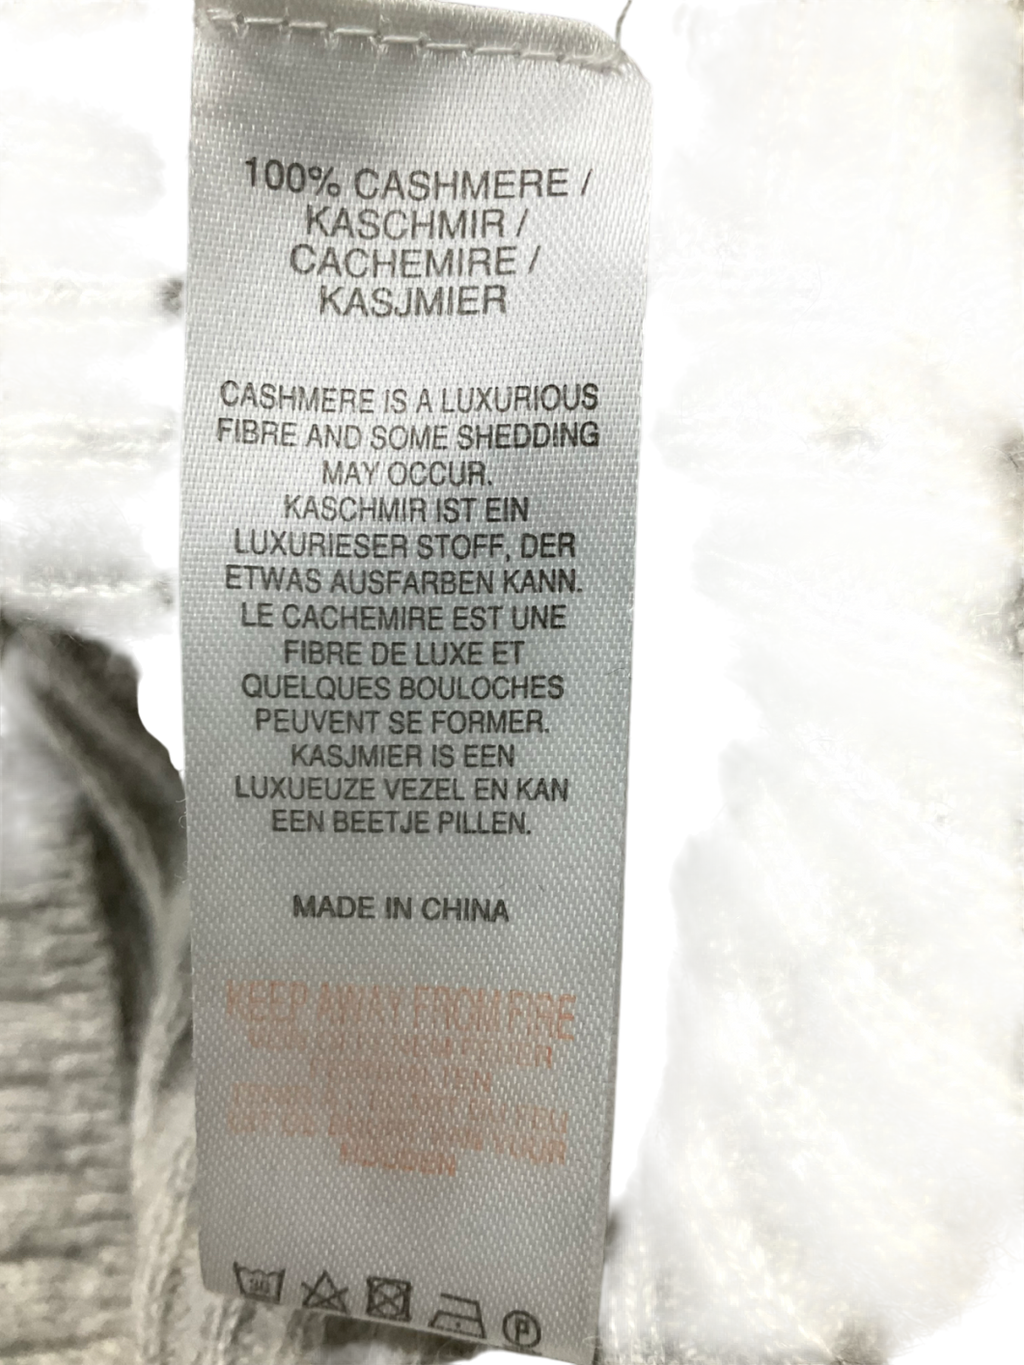 100% CASHMERE /
KASCHMIR /
CACHEMIRE /
KASJMIER
CASHMERE IS A LUXURIOUS
FIBRE AND SOME SHEDDING
MAY OCCUR.
KASCHMIR IST EIN
LUXURIESER STOFF, DER
ETWAS AUSFARBEN KANN.
LE CACHEMIRE EST UNE
FIBRE DE LUXE ET
QUELQUES BOULOCHES
PEUVENT SE FORMER.
KASJMIER IS EEN
LUXUEUZE VEZEL EN KAN
EEN BEETJE PILLEN.
MADE IN CHINA
KEEP AWAY FROM FIRE
30
P